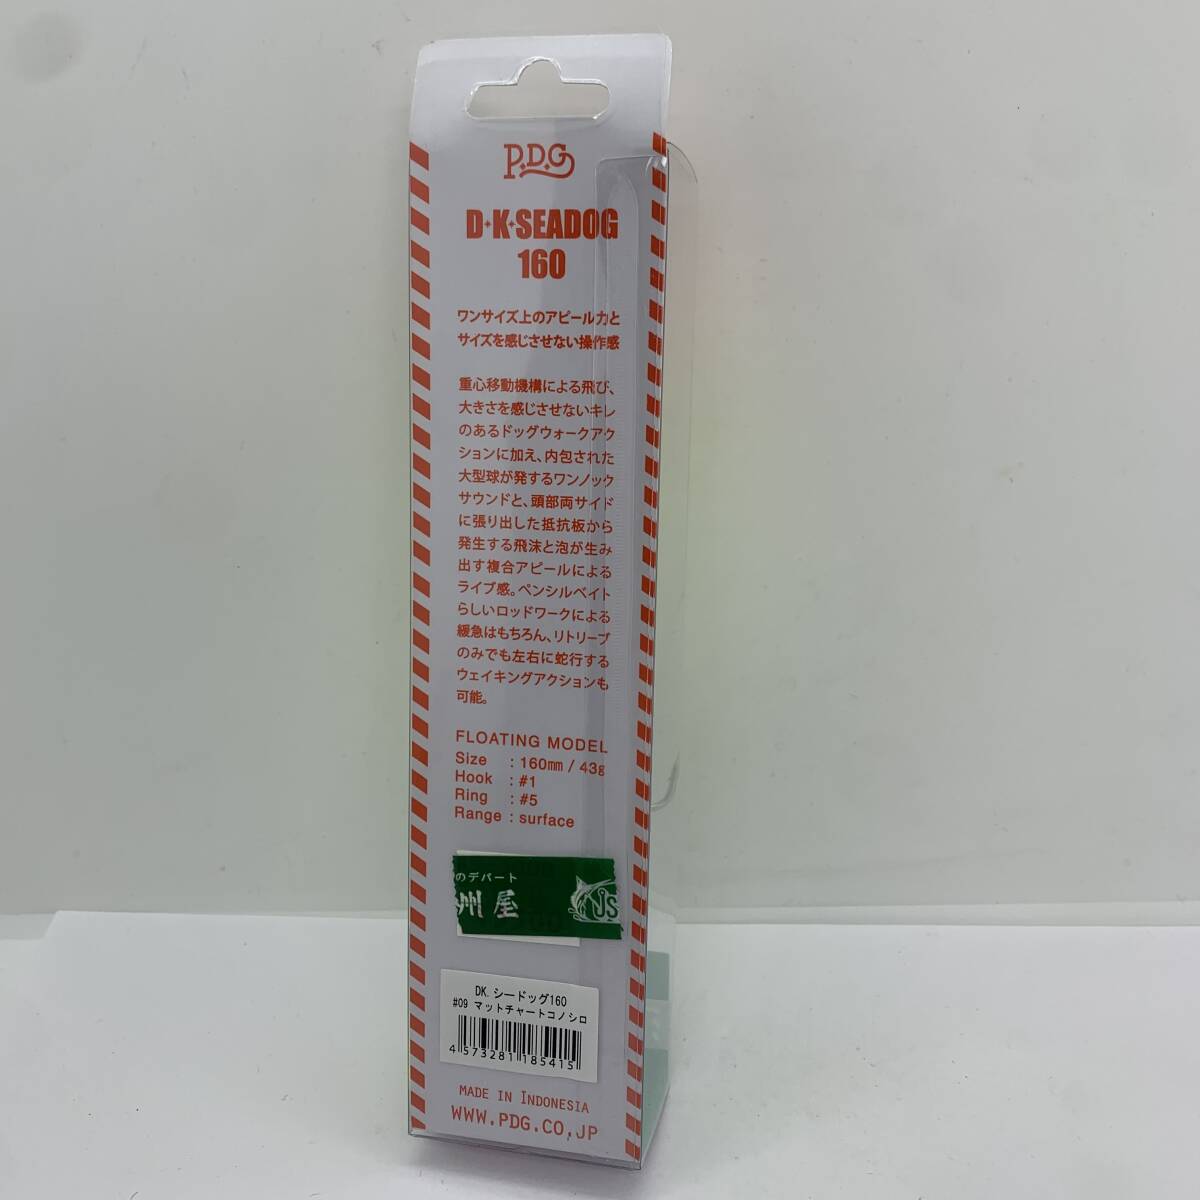 P.D.G
D・K・SEADOG
160
ワンサイズ上のアピール力と
サイズを感じさせない操作感
重心移動機構による飛び、
大きさを感じさせないキレ
のあるドッグウォークアク
ションに加え、内包された
大型球が発するワンノック
サウンドと、頭部両サイド
に張り出した抵抗板から
発生する飛沫と泡が生み
出す複合アピールによる
ライブ感。ペンシルベイト
らしいロッドワークによる
緩急はもちろん、リトリーブ
のみでも左右に蛇行する
ウェイキングアクションも
可能。
FLOATING MODEL
Size : 160mm / 43g
Hook : #1
Ring : #5
Range : surface
のデパート
州屋
JS
DK.シードッグ160
#09 マットチャートコノシロ
4 573281 185415
MADE IN INDONESIA
WWW.PDG.CO.JP